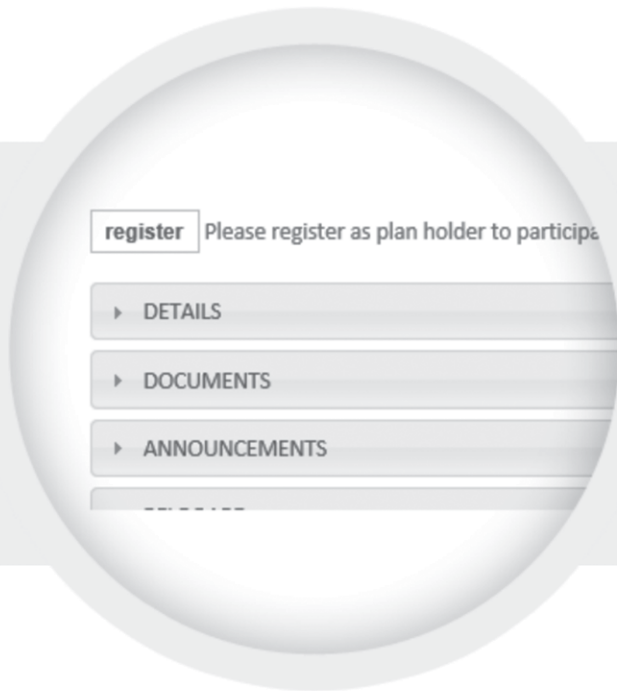 register Please register as plan holder to participa
DETAILS
DOCUMENTS
ANNOUNCEMENTS